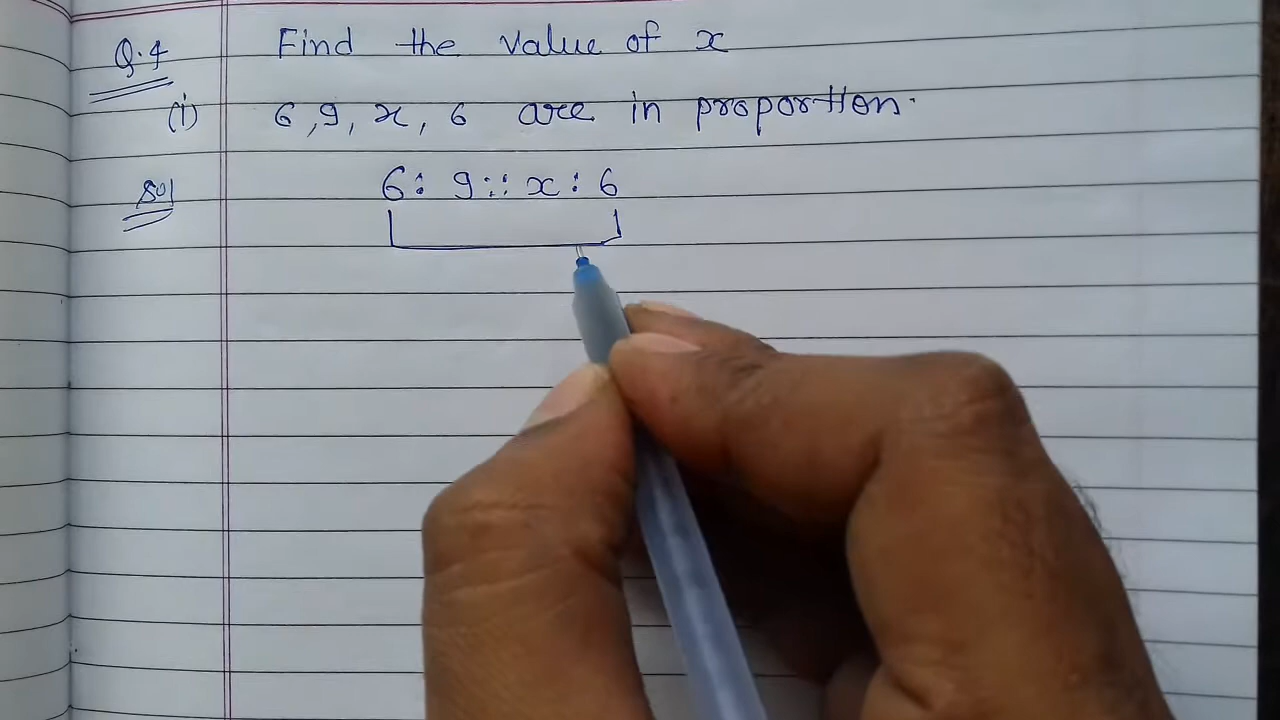 Q.4 Find the value of x
(i) 6, 9, x, 6 are in proportion.
Sol 6 : 9 :: x : 6